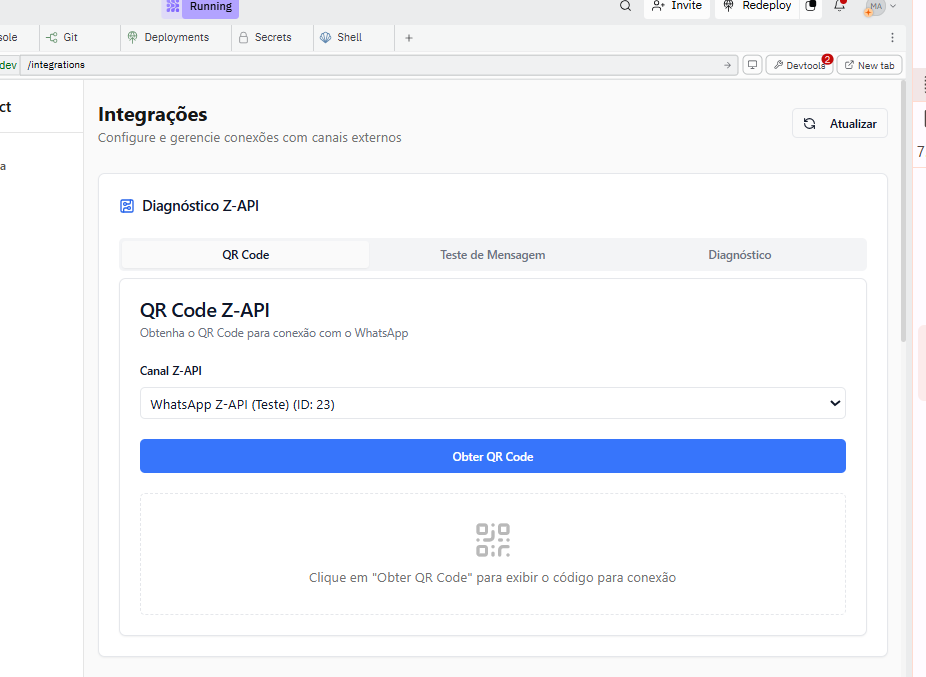 Running
Invite
Redeploy
MA
sole
Git
Deployments
Secrets
Shell
+
dev
/integrations
Devtools
2
New tab
ct
Integrações
Configure e gerencie conexões com canais externos
Atualizar
7
a
Diagnóstico Z-API
QR Code
Teste de Mensagem
Diagnóstico
QR Code Z-API
Obtenha o QR Code para conexão com o WhatsApp
Canal Z-API
WhatsApp Z-API (Teste) (ID: 23)
Obter QR Code
Clique em "Obter QR Code" para exibir o código para conexão